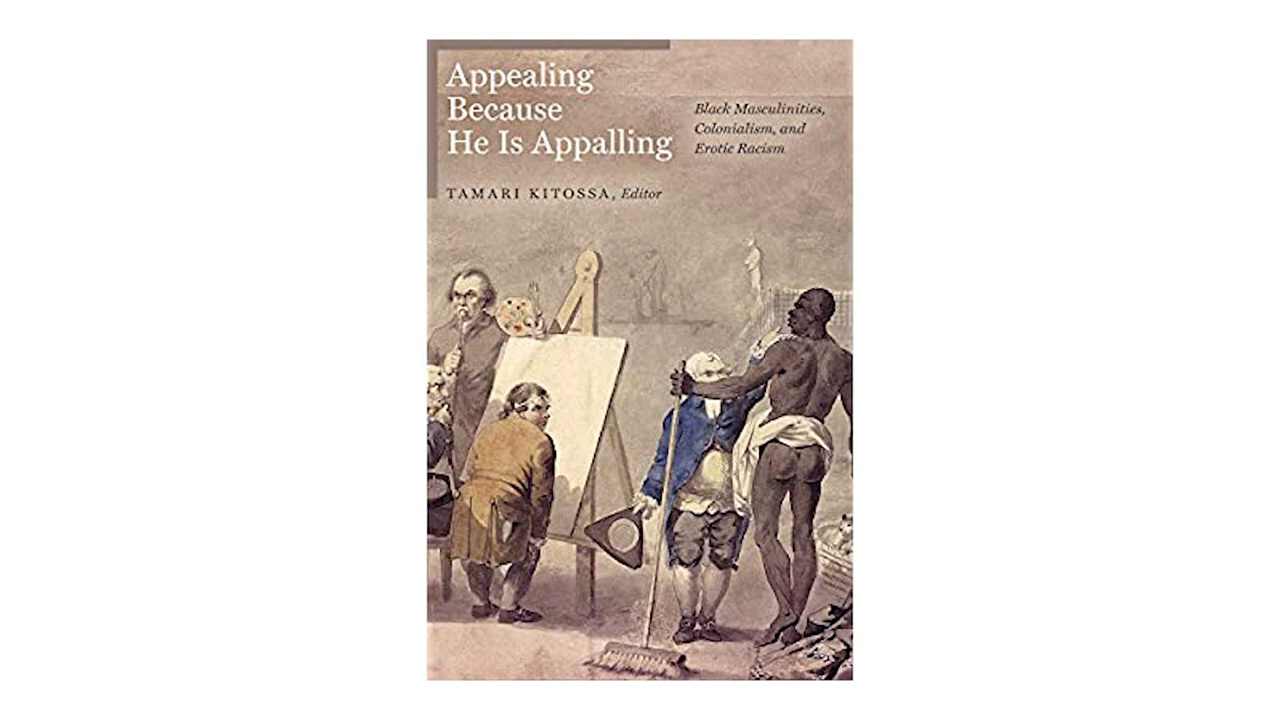 Appealing
Because
He Is Appalling
Black Masculinities,
Colonialism, and
Erotic Racism
TAMARI KITOSSA, Editor